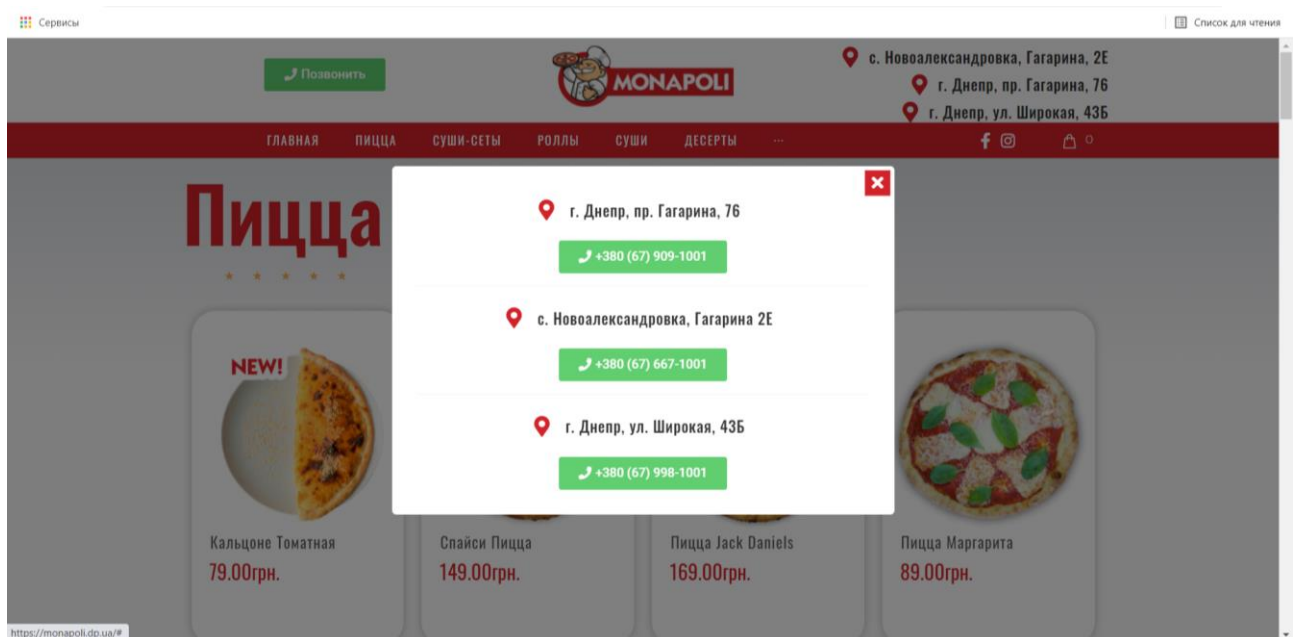 Сервисы
Список для чтения
Позвонить
MONAPOLI
с. Новоалександровка, Гагарина, 2Е
г. Днепр, пр. Гагарина, 76
г. Днепр, ул. Широкая, 43Б
ГЛАВНАЯ ПИЦЦА СУШИ-СЕТЫ РОЛЛЫ СУШИ ДЕСЕРТЫ ... 0
Пицца
г. Днепр, пр. Гагарина, 76
+380 (67) 909-1001
с. Новоалександровка, Гагарина 2Е
+380 (67) 667-1001
г. Днепр, ул. Широкая, 43Б
+380 (67) 998-1001
NEW!
Кальцоне Томатная
79.00грн.
Спайси Пицца
149.00грн.
Пицца Jack Daniels
169.00грн.
Пицца Маргарита
89.00грн.
https://monapoli.dp.ua/#